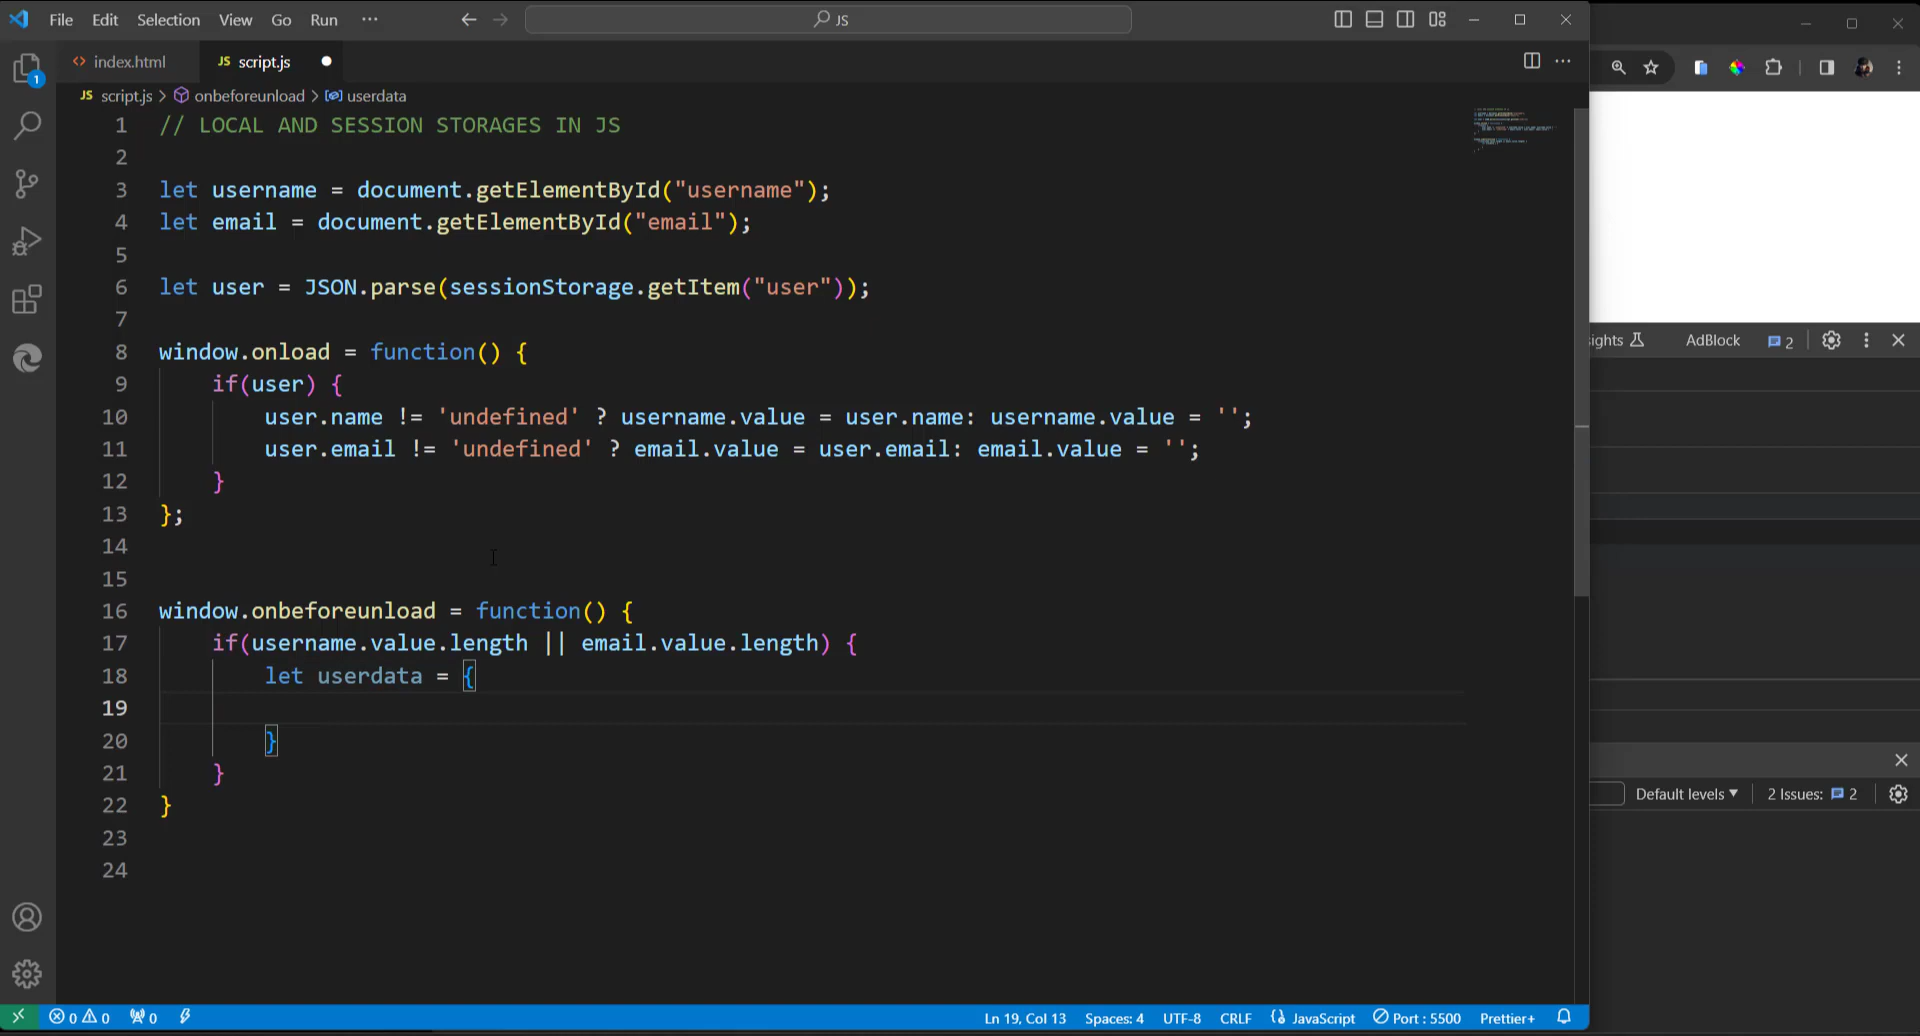 File Edit Selection View Go Run ··· JS
index.html JS script.js
JS script.js > onbeforeunload > userdata
1 // LOCAL AND SESSION STORAGES IN JS
2
3 let username = document.getElementById("username");
4 let email = document.getElementById("email");
5
6 let user = JSON.parse(sessionStorage.getItem("user"));
7
8 window.onload = function() {
9 if(user) {
10 user.name != 'undefined' ? username.value = user.name: username.value = '';
11 user.email != 'undefined' ? email.value = user.email: email.value = '';
12 }
13 };
14
15
16 window.onbeforeunload = function() {
17 if(username.value.length || email.value.length) {
18 let userdata = {
19
20 }
21 }
22 }
23
24
1
ights AdBlock 2
Default levels 2 Issues: 2
0 0 0 Ln 19, Col 13 Spaces: 4 UTF-8 CRLF JavaScript Port : 5500 Prettier+